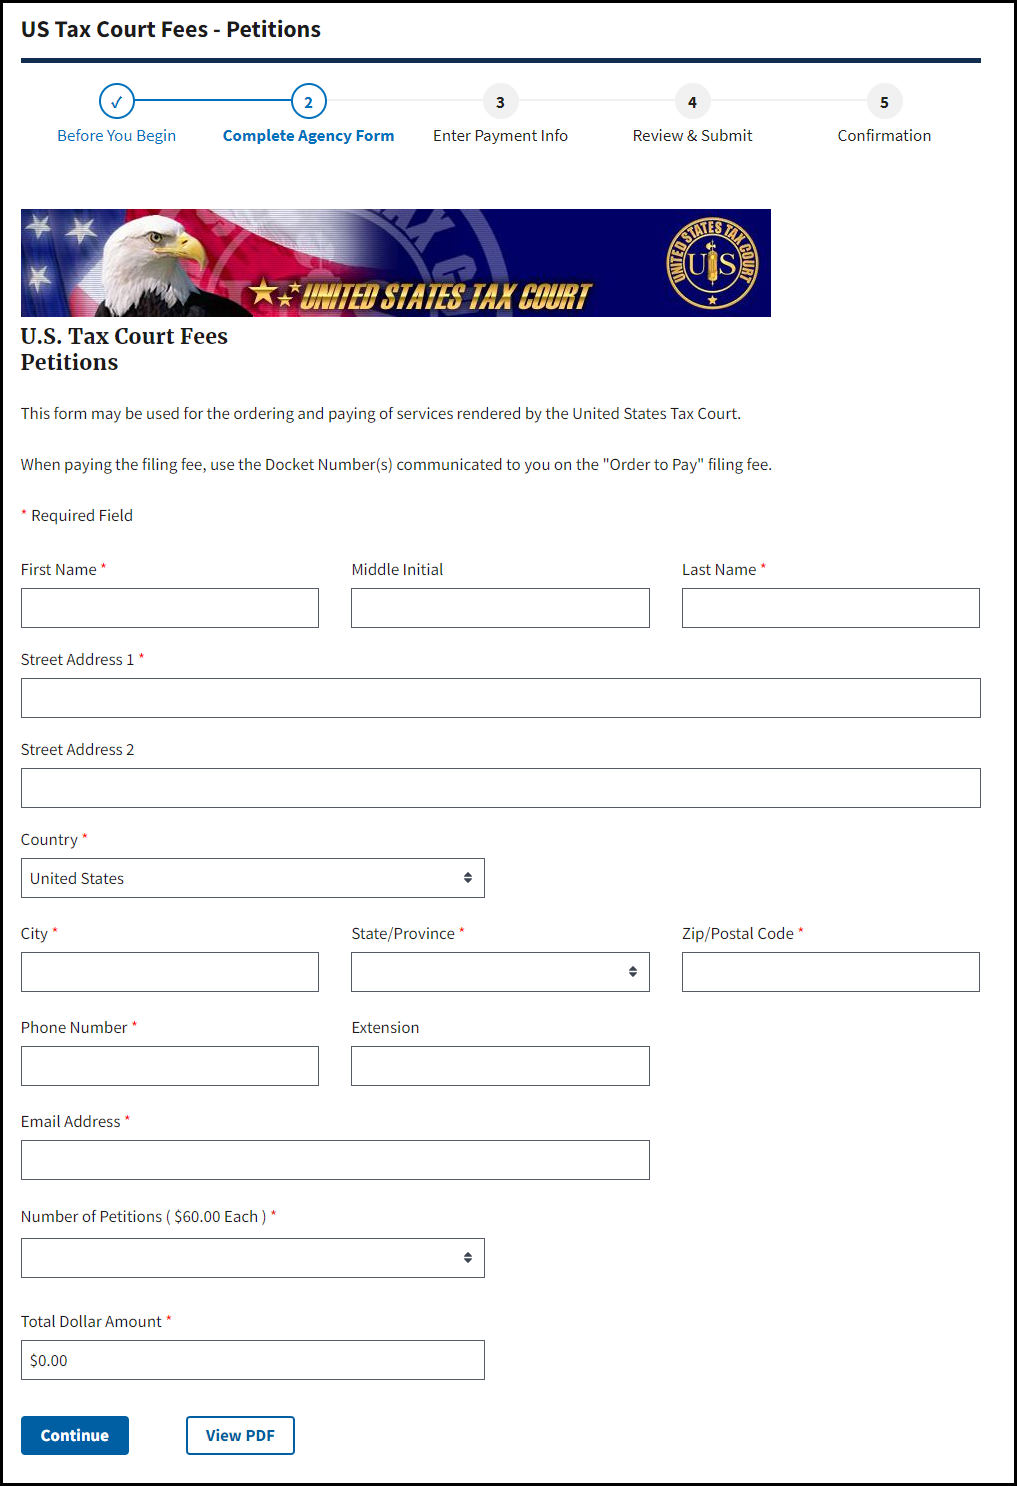 US Tax Court Fees - Petitions
✓ 2 3 4 5
Before You Begin Complete Agency Form Enter Payment Info Review & Submit Confirmation
UNITED STATES TAX COURT
UNITED STATES TAX COURT
US
U.S. Tax Court Fees
Petitions
This form may be used for the ordering and paying of services rendered by the United States Tax Court.
When paying the filing fee, use the Docket Number(s) communicated to you on the "Order to Pay" filing fee.
* Required Field
First Name * Middle Initial Last Name *
Street Address 1 *
Street Address 2
Country *
United States
City * State/Province * Zip/Postal Code *
Phone Number * Extension
Email Address *
Number of Petitions ( $60.00 Each ) *
Total Dollar Amount *
$0.00
Continue View PDF